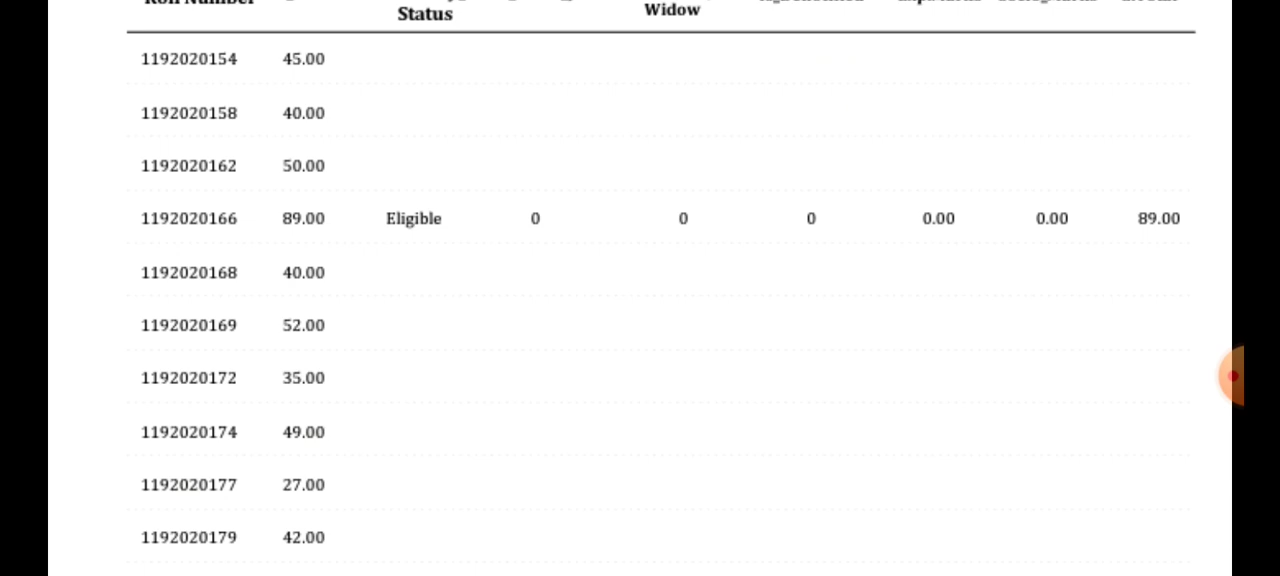 Roll Number
Status
Widow
1192020154 45.00
1192020158 40.00
1192020162 50.00
1192020166 89.00 Eligible 0 0 0 0.00 0.00 89.00
1192020168 40.00
1192020169 52.00
1192020172 35.00
1192020174 49.00
1192020177 27.00
1192020179 42.00